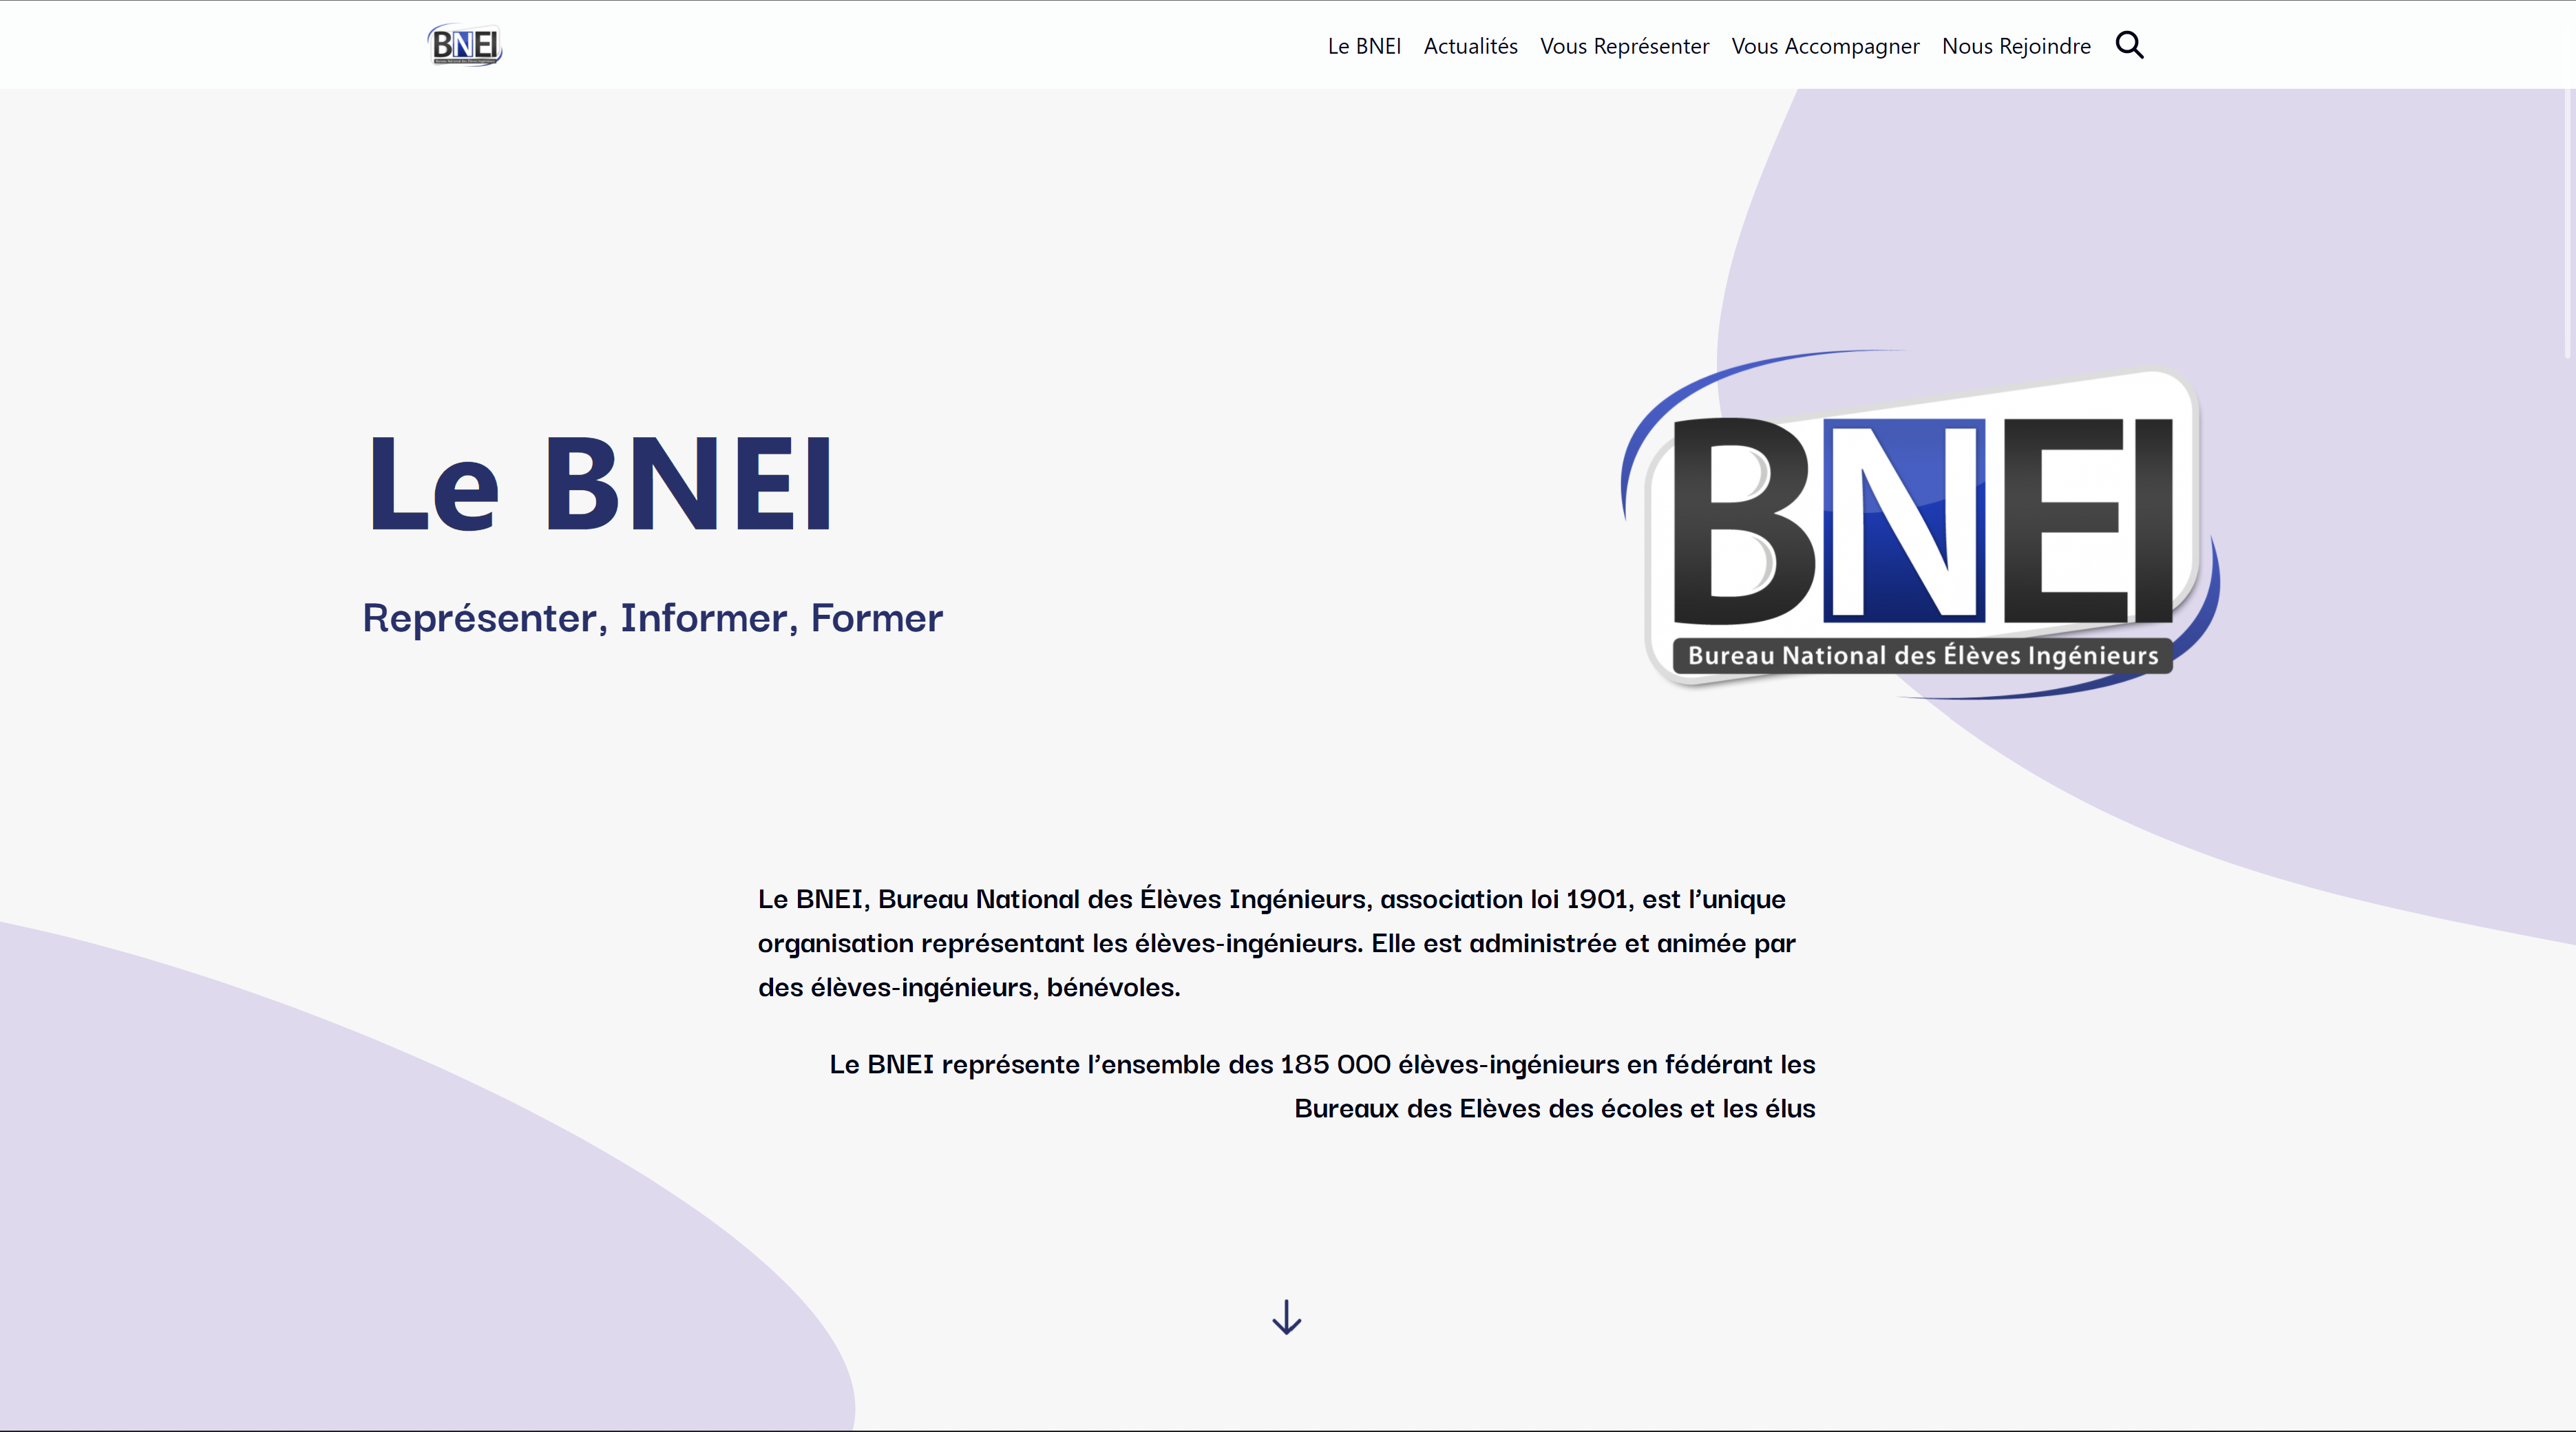 BNEI
Le BNEI Actualités Vous Représenter Vous Accompagner Nous Rejoindre
Le BNEI
Représenter, Informer, Former
BNEI
Bureau National des Élèves Ingénieurs
Le BNEI, Bureau National des Élèves Ingénieurs, association loi 1901, est l’unique
organisation représentant les élèves-ingénieurs. Elle est administrée et animée par
des élèves-ingénieurs, bénévoles.
Le BNEI représente l’ensemble des 185 000 élèves-ingénieurs en fédérant les
Bureaux des Elèves des écoles et les élus